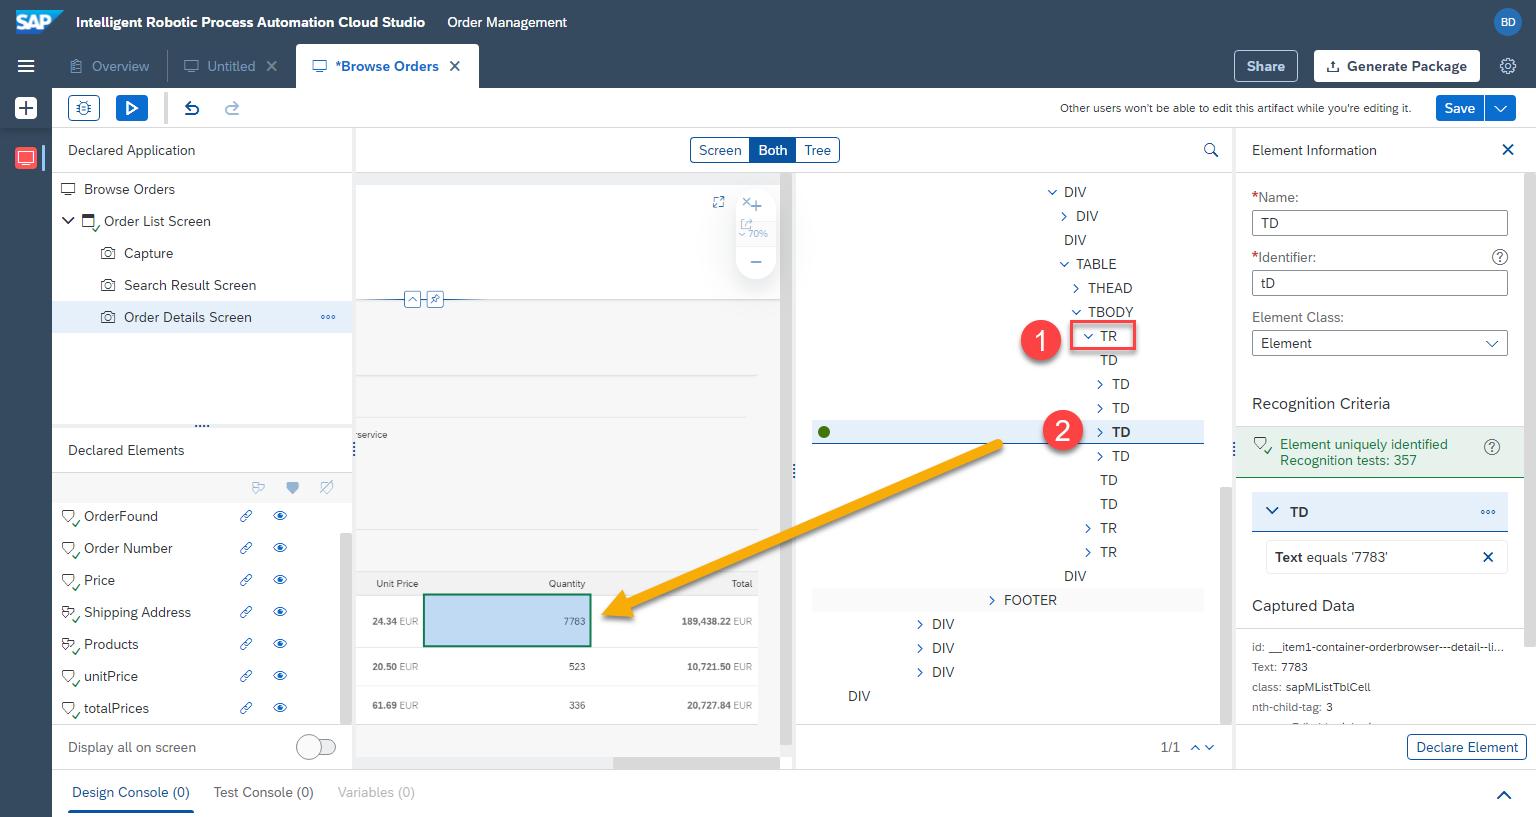 SAP Intelligent Robotic Process Automation Cloud Studio Order Management BD
Overview Untitled *Browse Orders Share Generate Package
Other users won't be able to edit this artifact while you're editing it. Save
Declared Application
Browse Orders
Order List Screen
Capture
Search Result Screen
Order Details Screen
Declared Elements
OrderFound
Order Number
Price
Shipping Address
Products
unitPrice
totalPrices
Display all on screen
Screen Both Tree
70%
erservice
Unit Price Quantity Total
24.34 EUR 7783 189,438.22 EUR
20.50 EUR 523 10,721.50 EUR
61.69 EUR 336 20,727.84 EUR
DIV
DIV
DIV
TABLE
THEAD
TBODY
1 TR
TD
TD
TD
2 TD
TD
TD
TD
TR
TR
DIV
FOOTER
DIV
DIV
DIV
DIV
1/1
Element Information
*Name:
TD
*Identifier:
tD
Element Class:
Element
Recognition Criteria
Element uniquely identified
Recognition tests: 357
TD
Text equals '7783'
Captured Data
id: __item1-container-orderbrowser---detail--li...
Text: 7783
class: sapMListTblCell
nth-child-tag: 3
Declare Element
Design Console (0) Test Console (0) Variables (0)